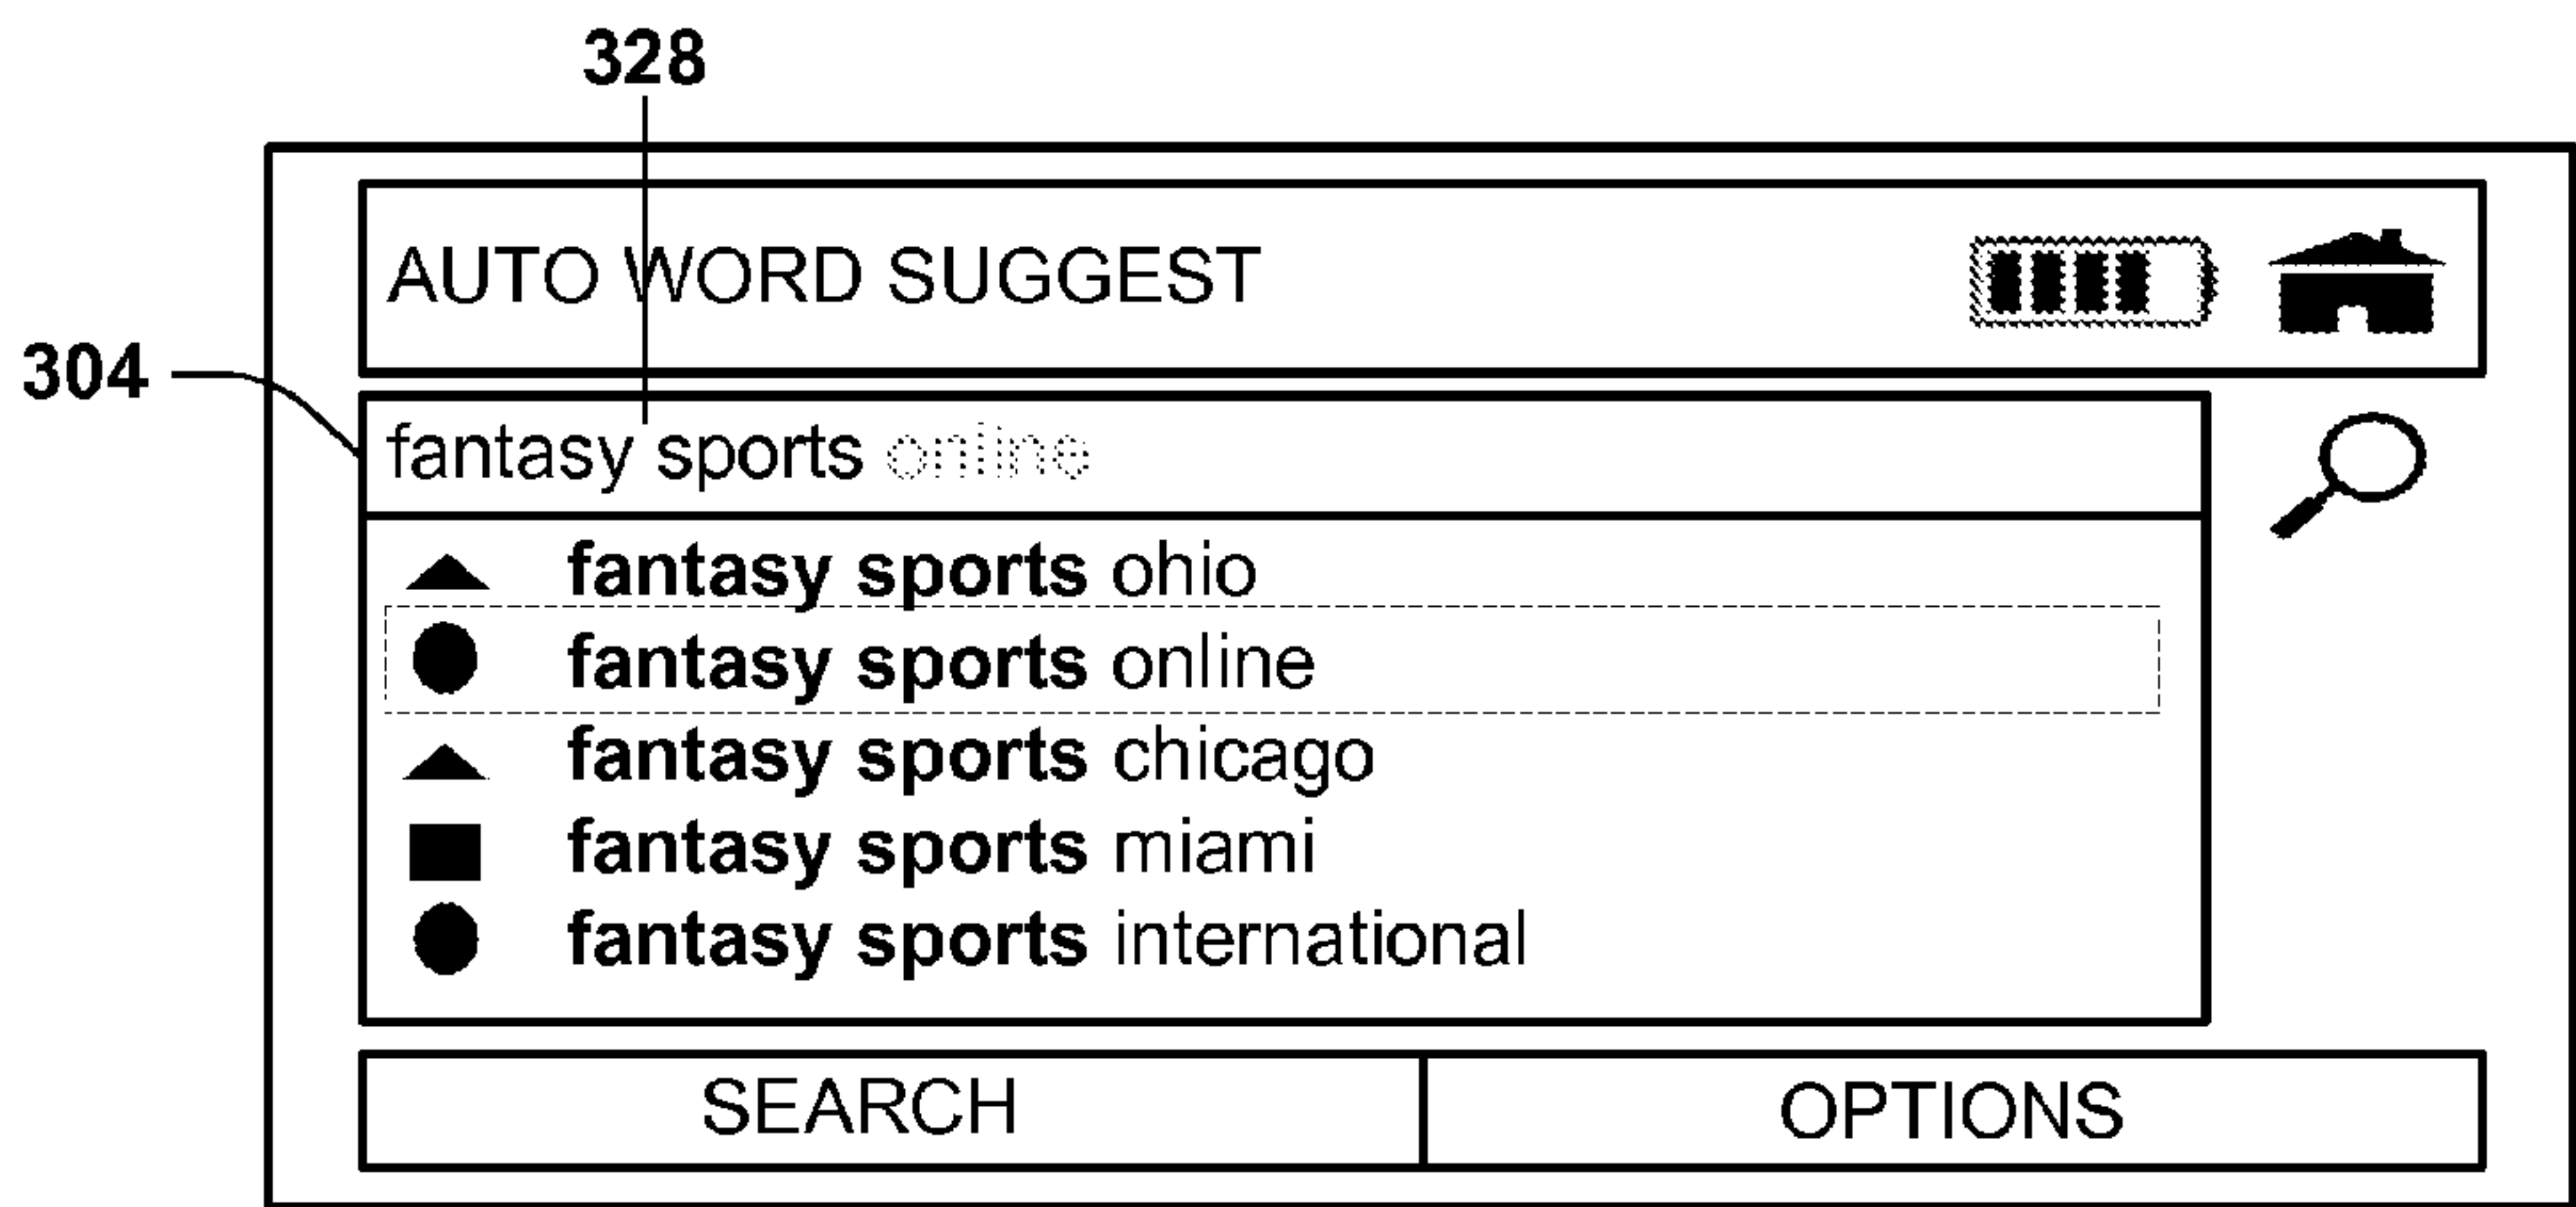 328
AUTO WORD SUGGEST
304
fantasy sports online
fantasy sports ohio
fantasy sports online
fantasy sports chicago
fantasy sports miami
fantasy sports international
SEARCH OPTIONS